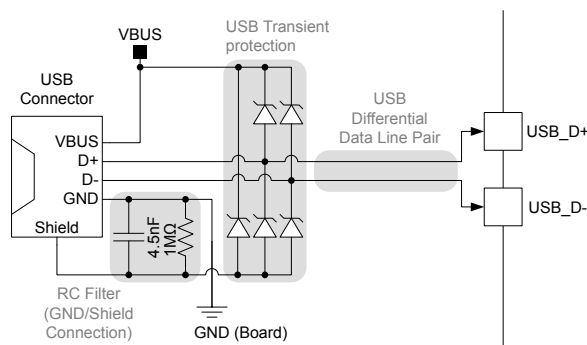 VBUS
USB Transient
protection
USB
Connector
USB
Differential
Data Line Pair
VBUS
D+
D-
GND
Shield
USB_D+
USB_D-
4.5nF
1MΩ
RC Filter
(GND/Shield
Connection)
GND (Board)